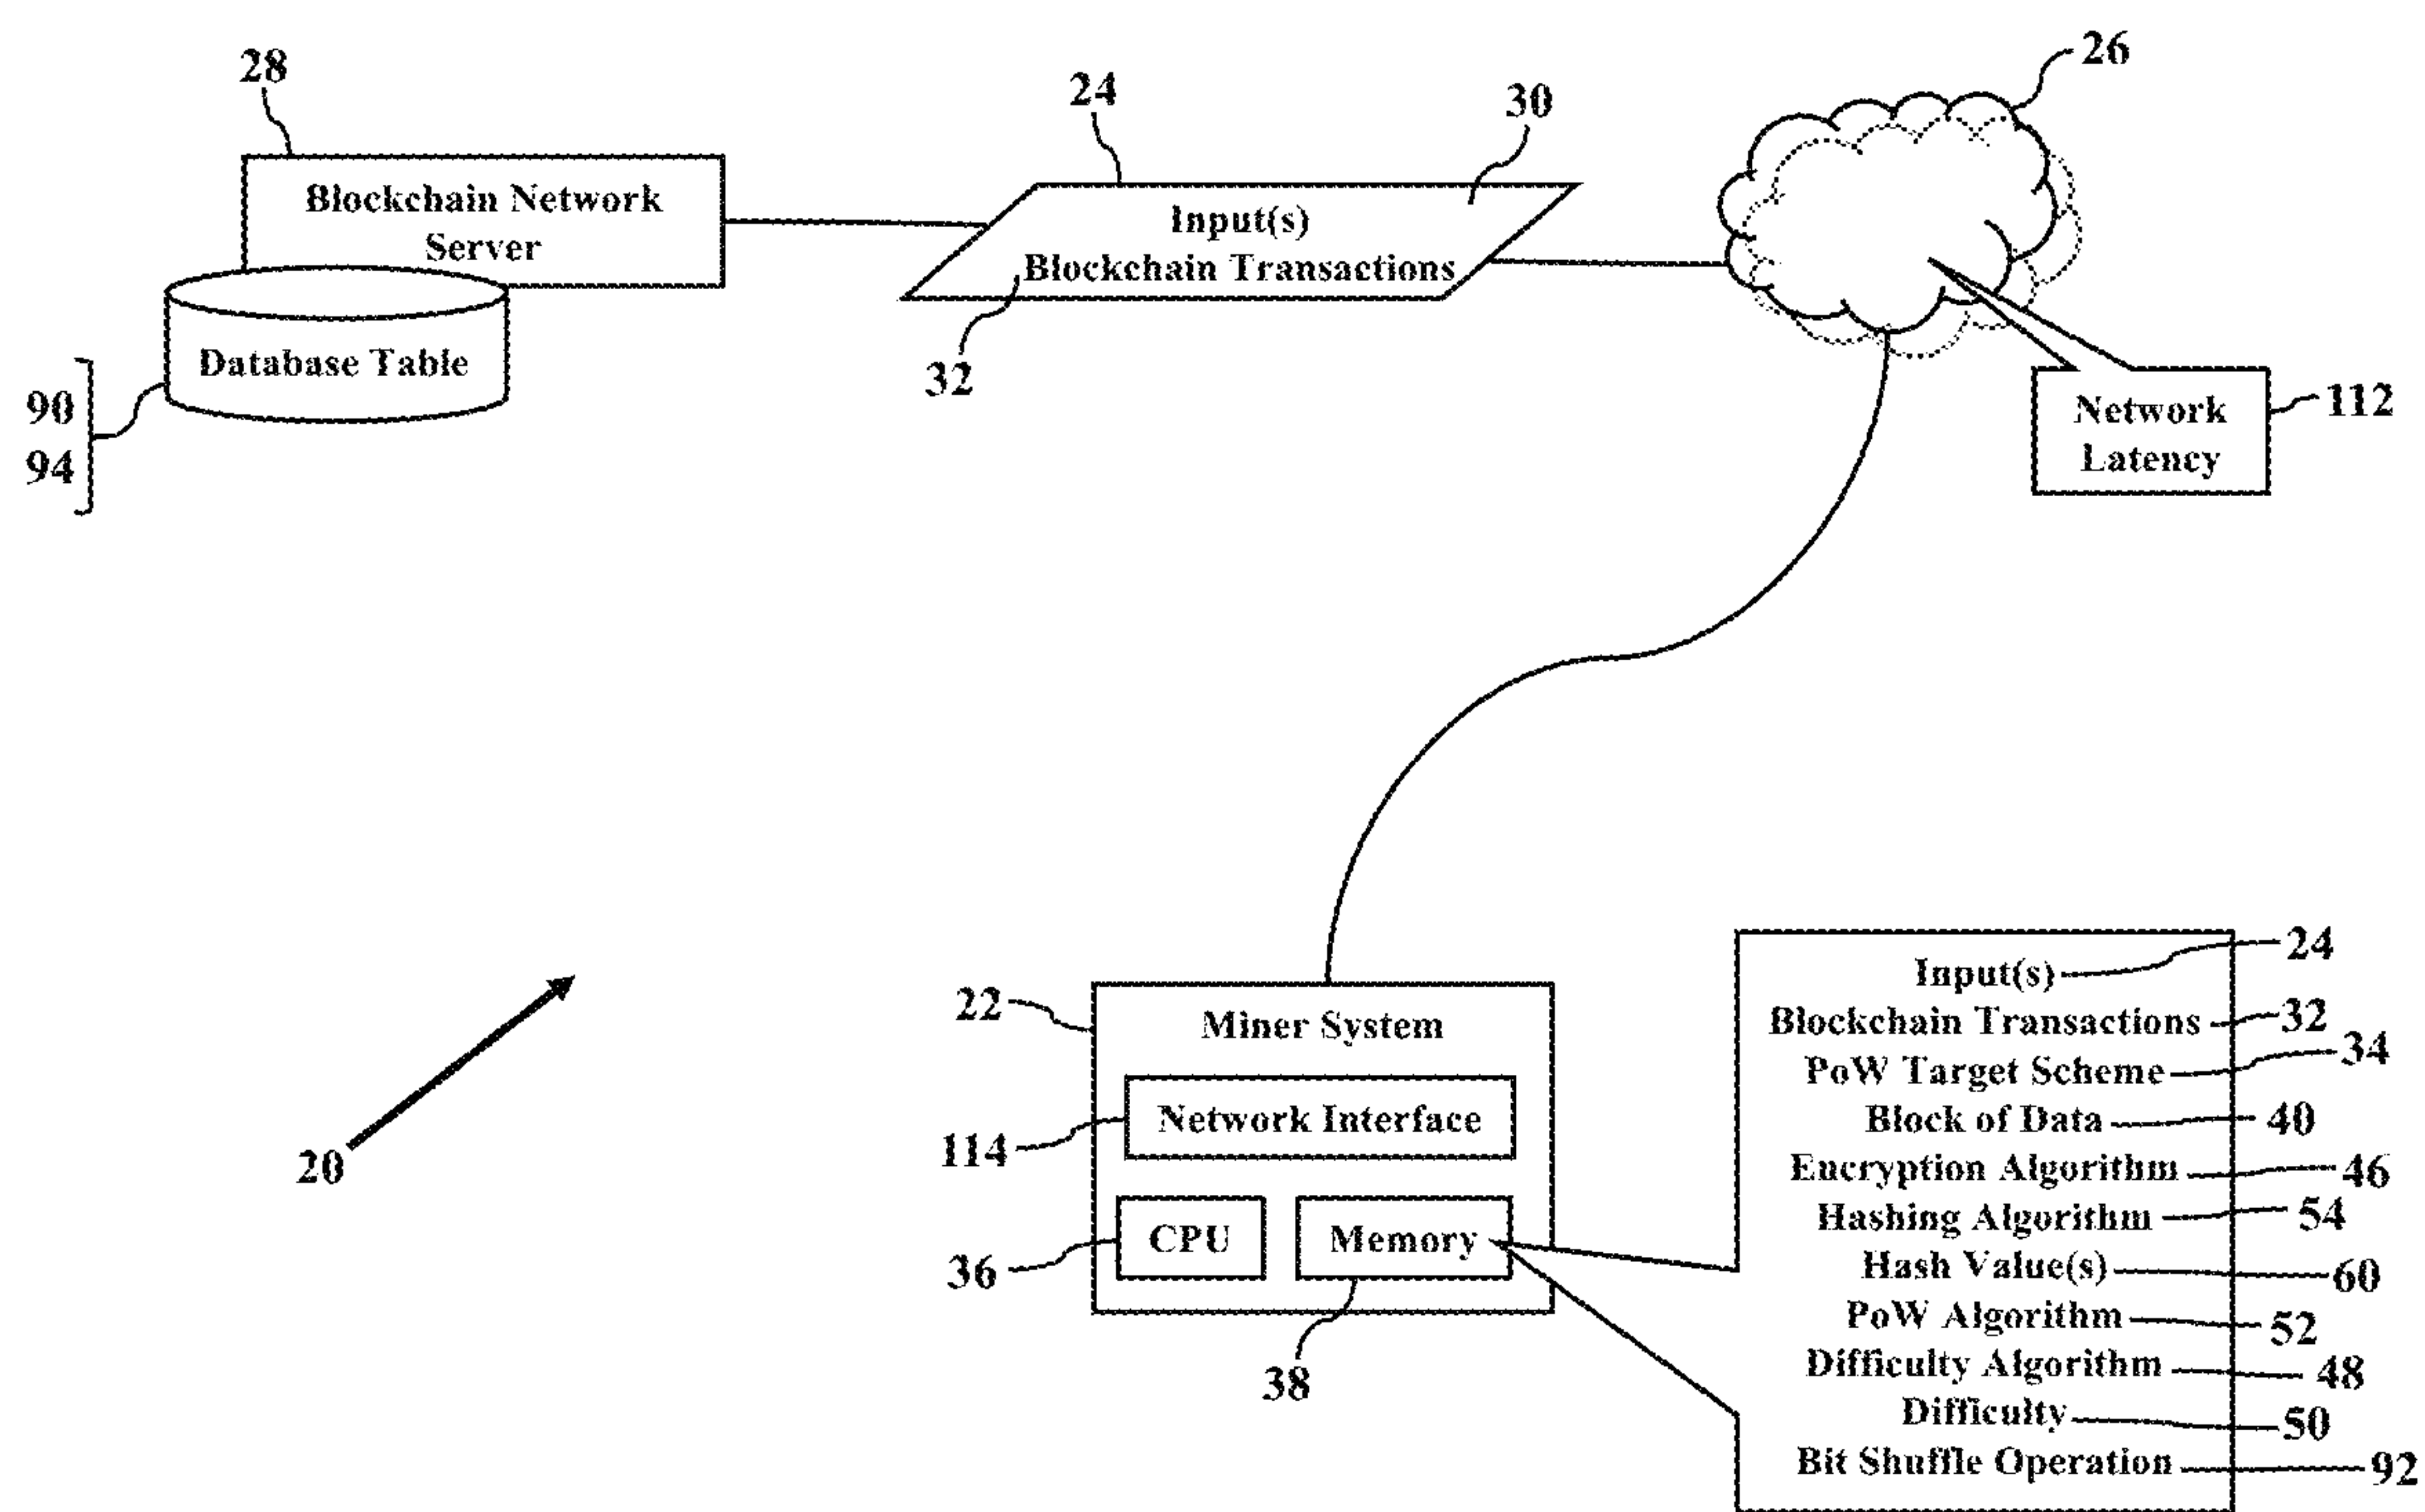 28
24
30
26
Blockchain Network
Server
Input(s)
Blockchain Transactions
32
Database Table
90
94
Network
Latency
112
20
22
Miner System
Network Interface
114
CPU
36
Memory
38
Input(s) 24
Blockchain Transactions 32
PoW Target Scheme 34
Block of Data 40
Encryption Algorithm 46
Hashing Algorithm 54
Hash Value(s) 60
PoW Algorithm 52
Difficulty Algorithm 48
Difficulty 50
Bit Shuffle Operation 92